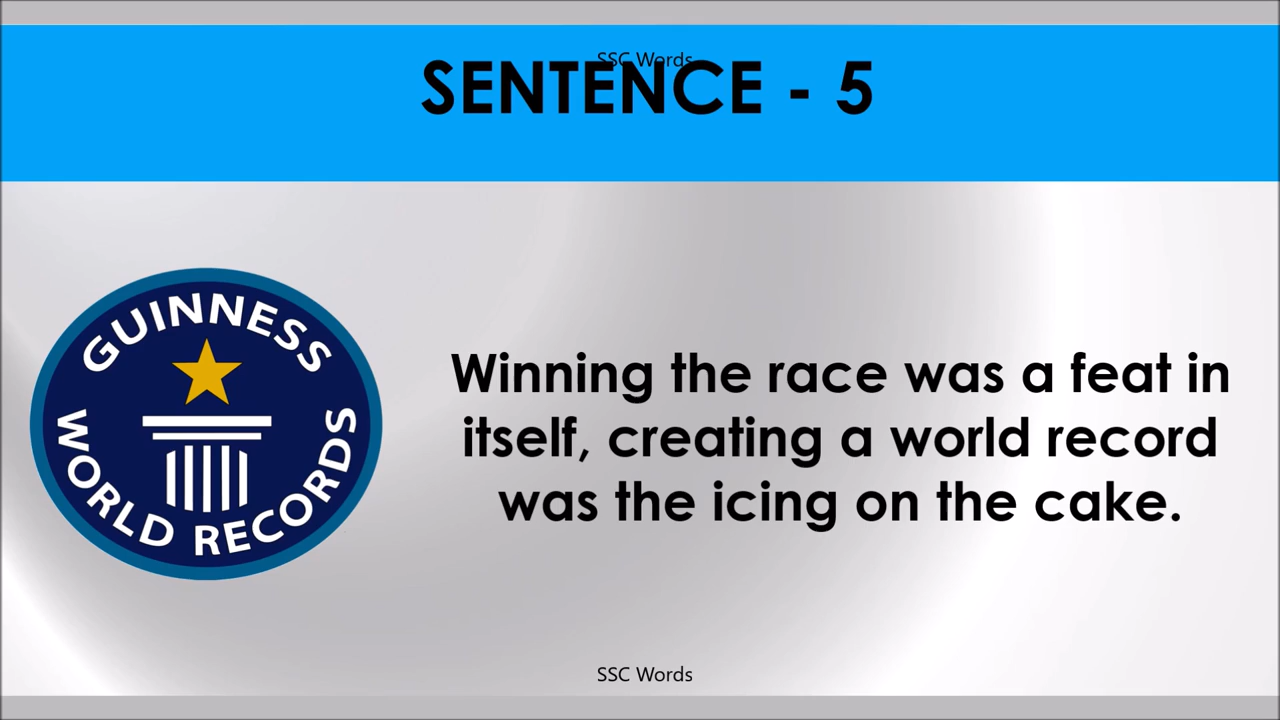 SSC Words
SENTENCE - 5
GUINNESS
WORLD RECORDS
Winning the race was a feat in
itself, creating a world record
was the icing on the cake.
SSC Words